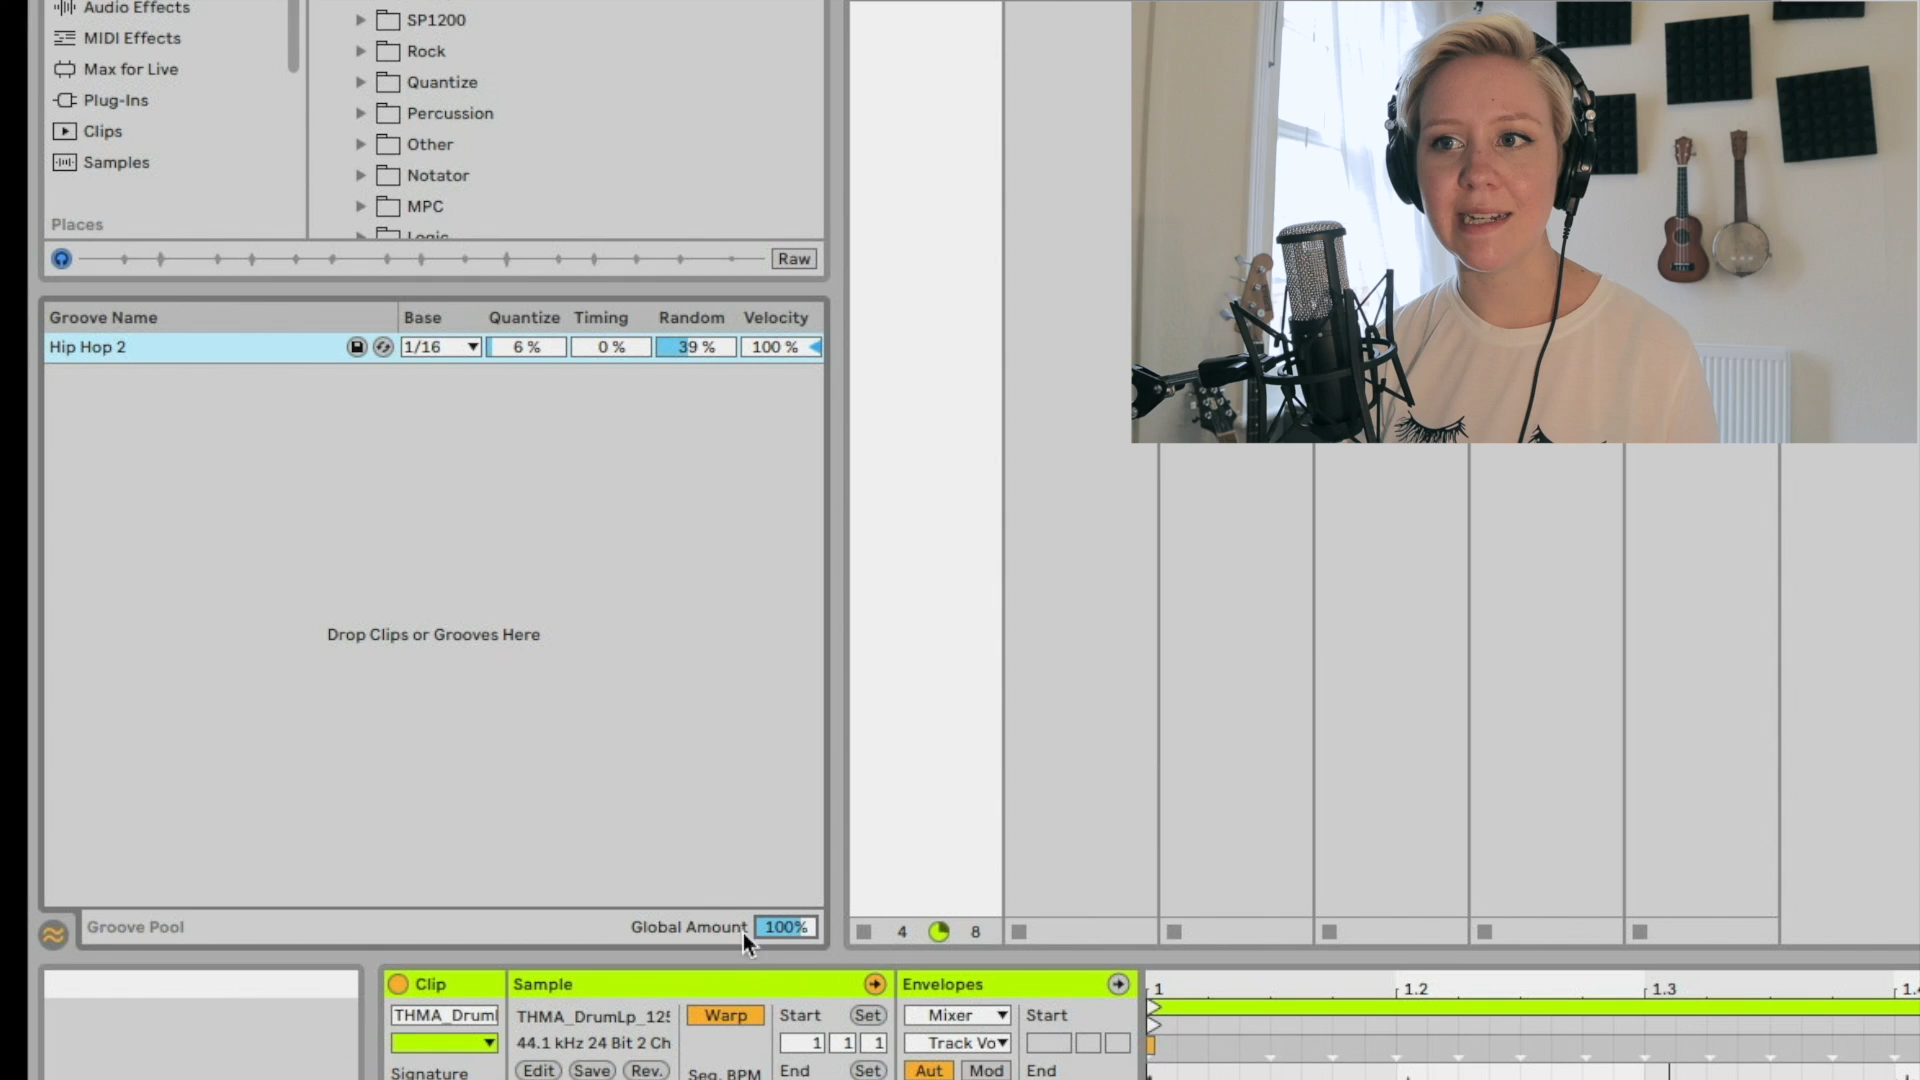 Audio Effects
MIDI Effects
Max for Live
Plug-Ins
Clips
Samples
Places
SP1200
Rock
Quantize
Percussion
Other
Notator
MPC
Logic
Raw
Groove Name Base Quantize Timing Random Velocity
Hip Hop 2 1/16 6 % 0 % 39 % 100 %
Drop Clips or Grooves Here
Groove Pool Global Amount 100%
4 8
Clip Sample Envelopes
1 1.2 1.3
THMA_Drum THMA_DrumLp_125 Warp Start Set Mixer Start
44.1 kHz 24 Bit 2 Ch 1 1 1 Track Vo
Signature Edit Save Rev. Seg. BPM End Set Aut Mod End